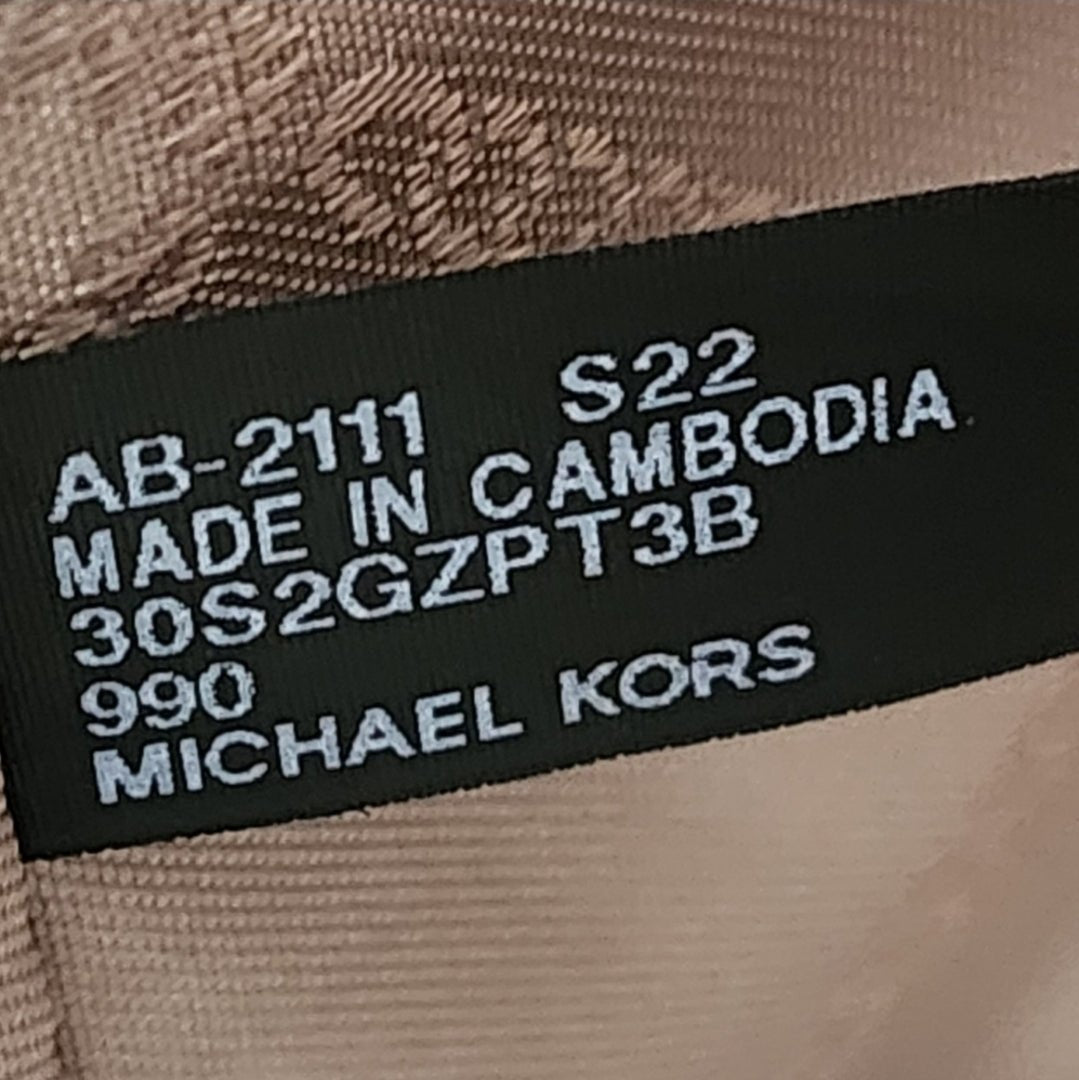 AB-2111 S22
MADE IN CAMBODIA
30S2GZPT3B
990
MICHAEL KORS